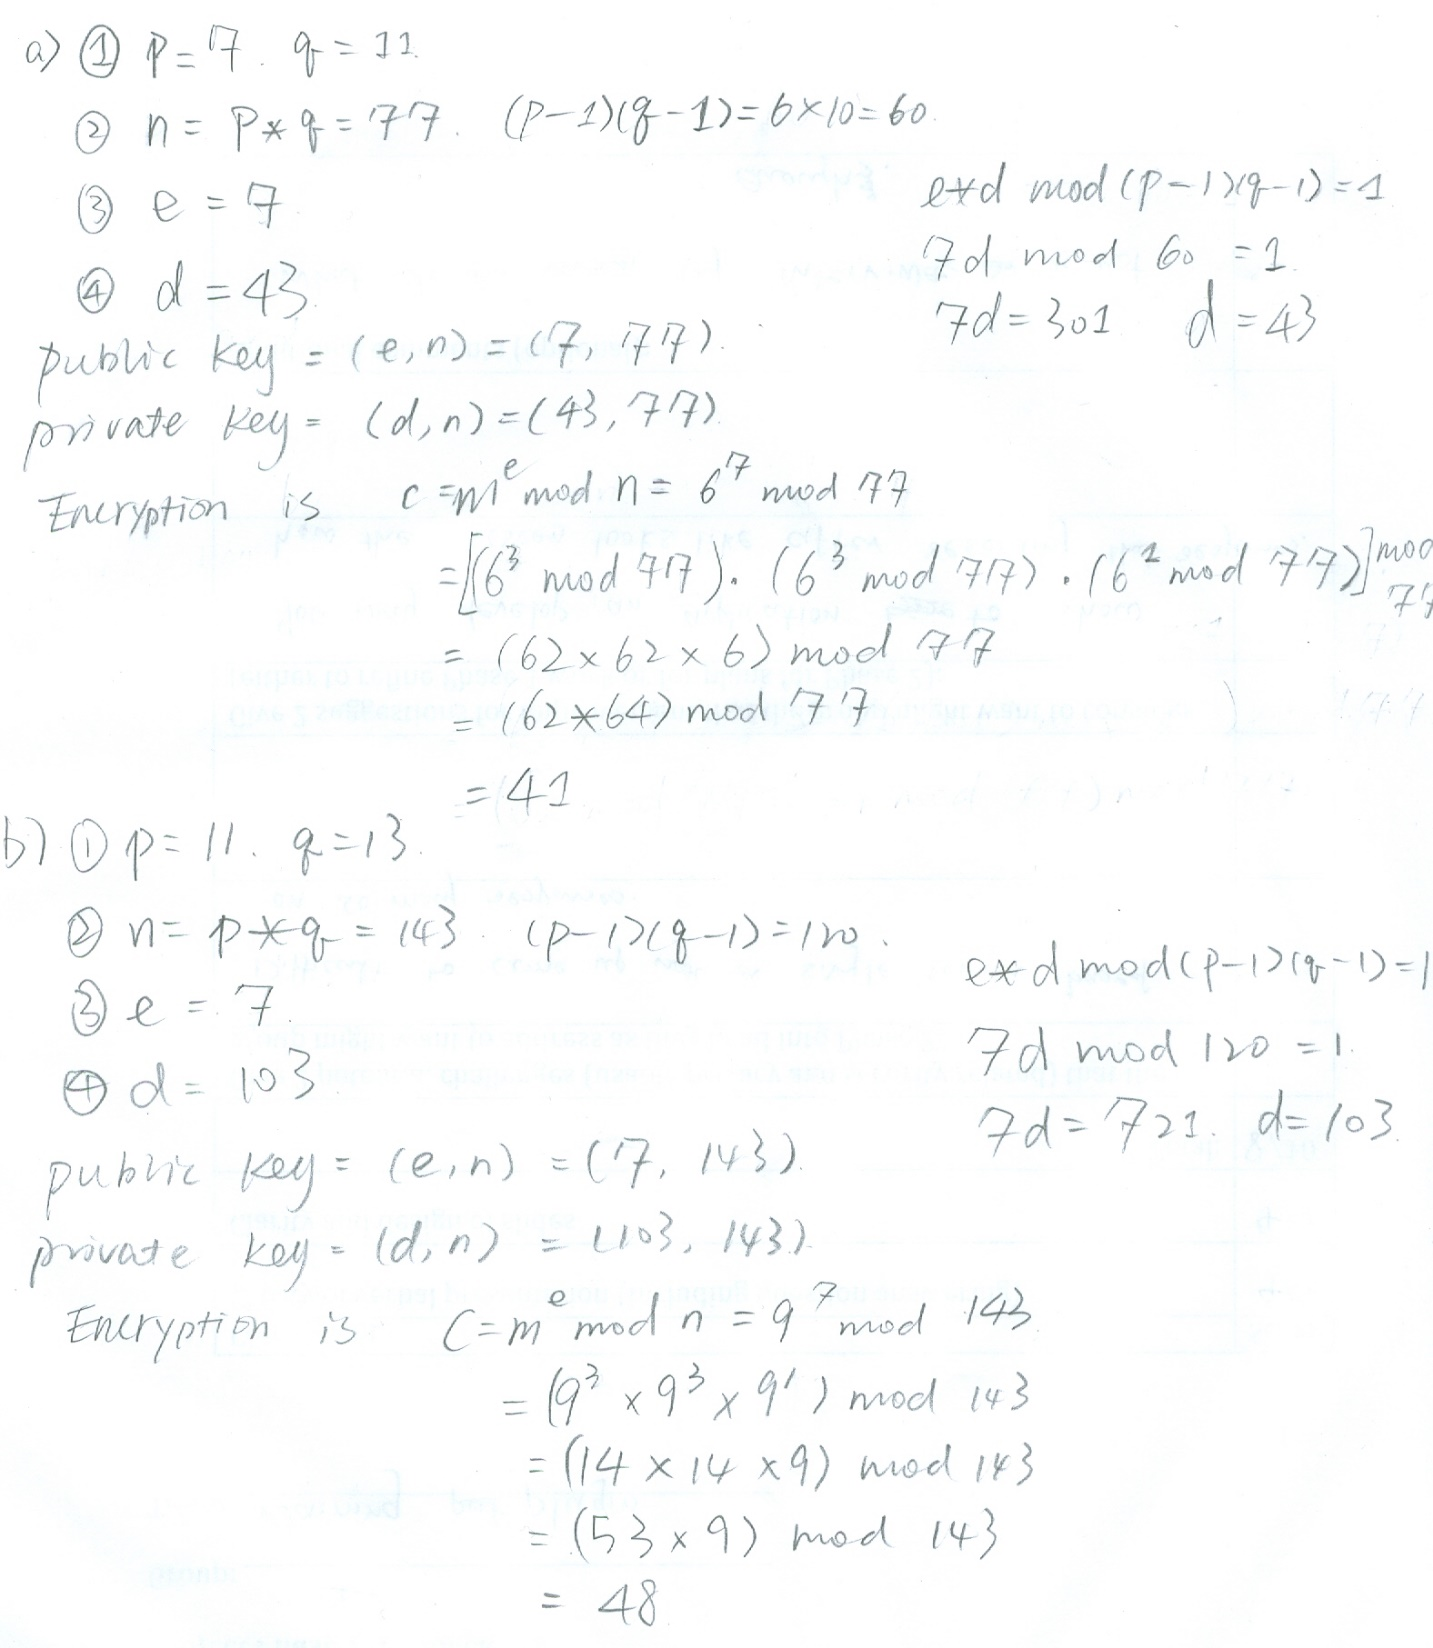 a) ① p=7. q=11.
② n= p*q=77. (p-1)(q-1)=6×10=60.
③ e=7
④ d=43.
e*d mod (p-1)(q-1)=1
7d mod 60 =1.
7d=301 d=43
public key = (e,n)=(7, 77).
private key= (d,n)=(43,77).
Encryption is c=m^e mod n= 6^7 mod 77
=[(6^3 mod 77). (6^3 mod 77). (6^1 mod 77)] mod 77
= (62×62×6) mod 77
= (62*64) mod 77
=41
b) ① p=11. q=13.
② n= p*q=143. (p-1)(q-1)=120.
③ e=7.
④ d=103.
e*d mod (p-1)(q-1)=1
7d mod 120 =1.
7d=721. d=103.
public key= (e,n) =(7, 143).
private key= (d,n) = (103, 143).
Encryption is C=m^e mod n =9^7 mod 143.
= (9^3 × 9^3 × 9^1) mod 143
= (14 × 14 × 9) mod 143
= (53 × 9) mod 143
= 48.